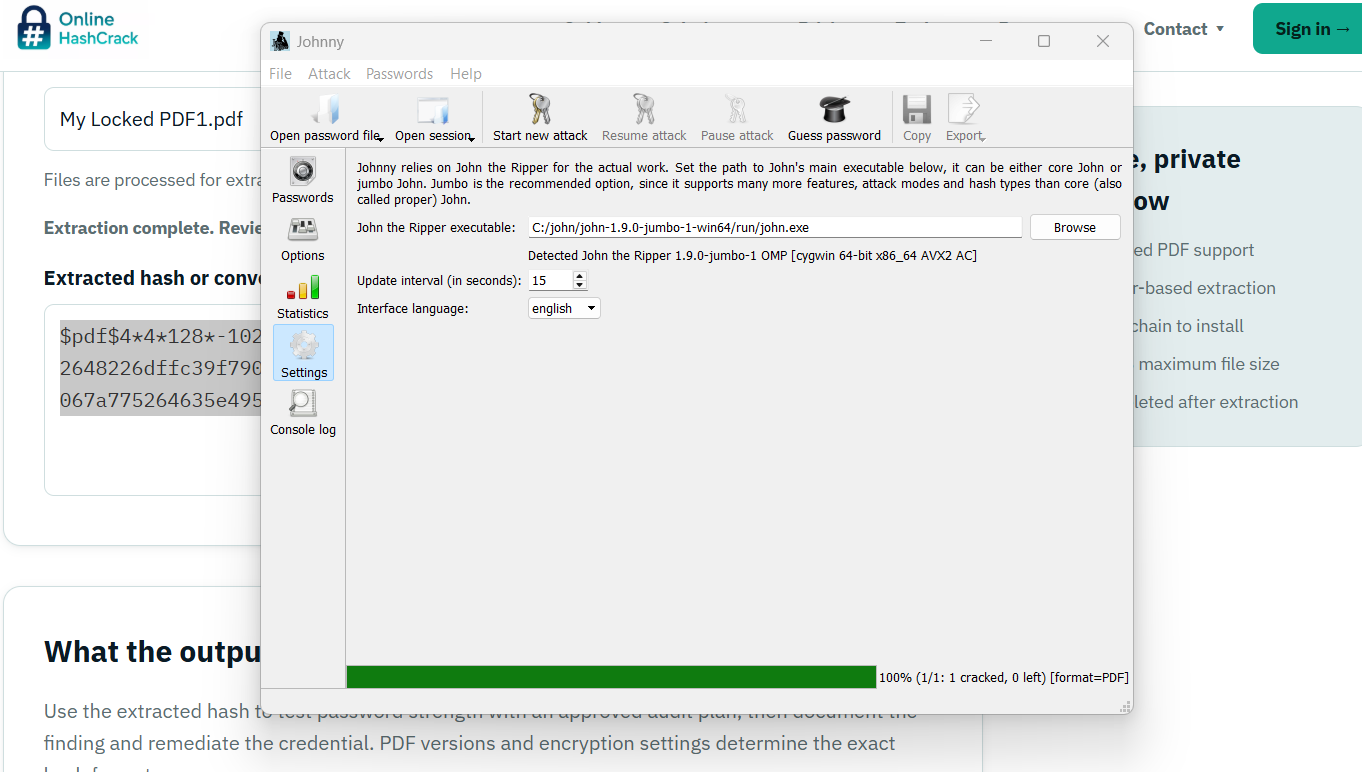 Online
HashCrack
Contact
Sign in →
Johnny
File Attack Passwords Help
Open password file Open session Start new attack Resume attack Pause attack Guess password Copy Export
My Locked PDF1.pdf
Files are processed for extra
Extraction complete. Revie
Extracted hash or conve
$pdf$4*4*128*-102
2648226dffc39f790
067a775264635e495
Passwords
Options
Statistics
Settings
Console log
Johnny relies on John the Ripper for the actual work. Set the path to John's main executable below, it can be either core John or
jumbo John. Jumbo is the recommended option, since it supports many more features, attack modes and hash types than core (also
called proper) John.
John the Ripper executable: C:/john/john-1.9.0-jumbo-1-win64/run/john.exe Browse
Detected John the Ripper 1.9.0-jumbo-1 OMP [cygwin 64-bit x86_64 AVX2 AC]
Update interval (in seconds): 15
Interface language: english
100% (1/1: 1 cracked, 0 left) [format=PDF]
e, private
ow
ed PDF support
r-based extraction
chain to install
maximum file size
leted after extraction
What the outpu
Use the extracted hash to test password strength with an approved audit plan, then document the
finding and remediate the credential. PDF versions and encryption settings determine the exact